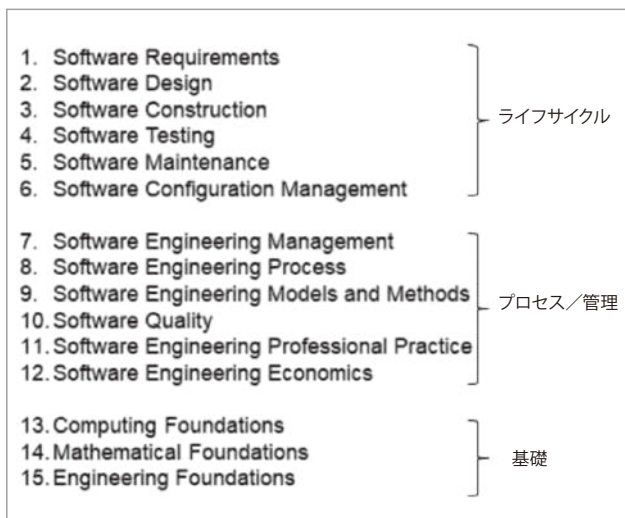 1. Software Requirements
2. Software Design
3. Software Construction
4. Software Testing
5. Software Maintenance
6. Software Configuration Management
ライフサイクル
7. Software Engineering Management
8. Software Engineering Process
9. Software Engineering Models and Methods
10. Software Quality
11. Software Engineering Professional Practice
12. Software Engineering Economics
プロセス／管理
13. Computing Foundations
14. Mathematical Foundations
15. Engineering Foundations
基礎